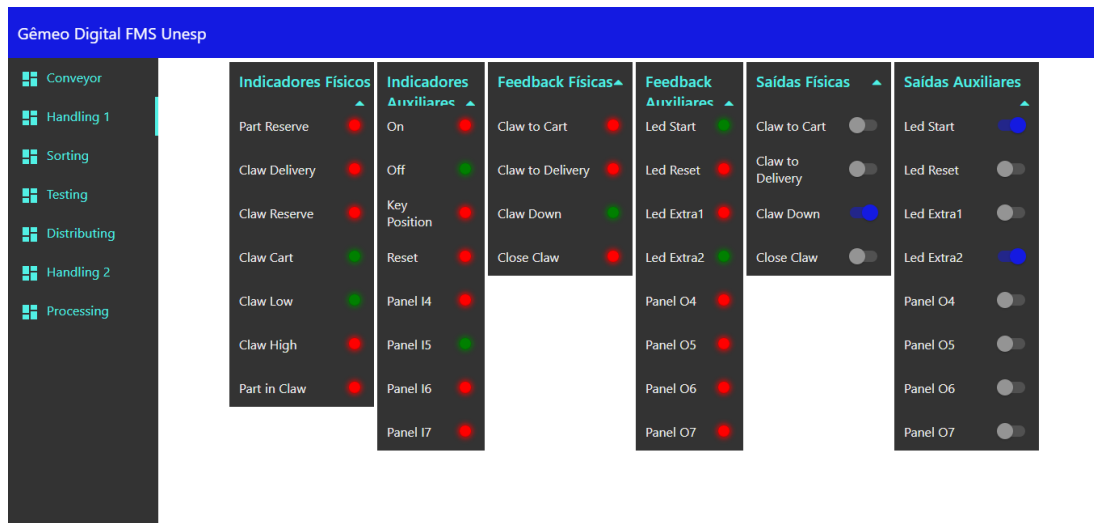 Gêmeo Digital FMS Unesp
Conveyor
Handling 1
Sorting
Testing
Distributing
Handling 2
Processing
Indicadores Físicos
Part Reserve
Claw Delivery
Claw Reserve
Claw Cart
Claw Low
Claw High
Part in Claw
Indicadores
Auxiliares
On
Off
Key
Position
Reset
Panel I4
Panel I5
Panel I6
Panel I7
Feedback Físicas
Claw to Cart
Claw to Delivery
Claw Down
Close Claw
Feedback
Auxiliares
Led Start
Led Reset
Led Extra1
Led Extra2
Panel O4
Panel O5
Panel O6
Panel O7
Saídas Físicas
Claw to Cart
Claw to
Delivery
Claw Down
Close Claw
Saídas Auxiliares
Led Start
Led Reset
Led Extra1
Led Extra2
Panel O4
Panel O5
Panel O6
Panel O7